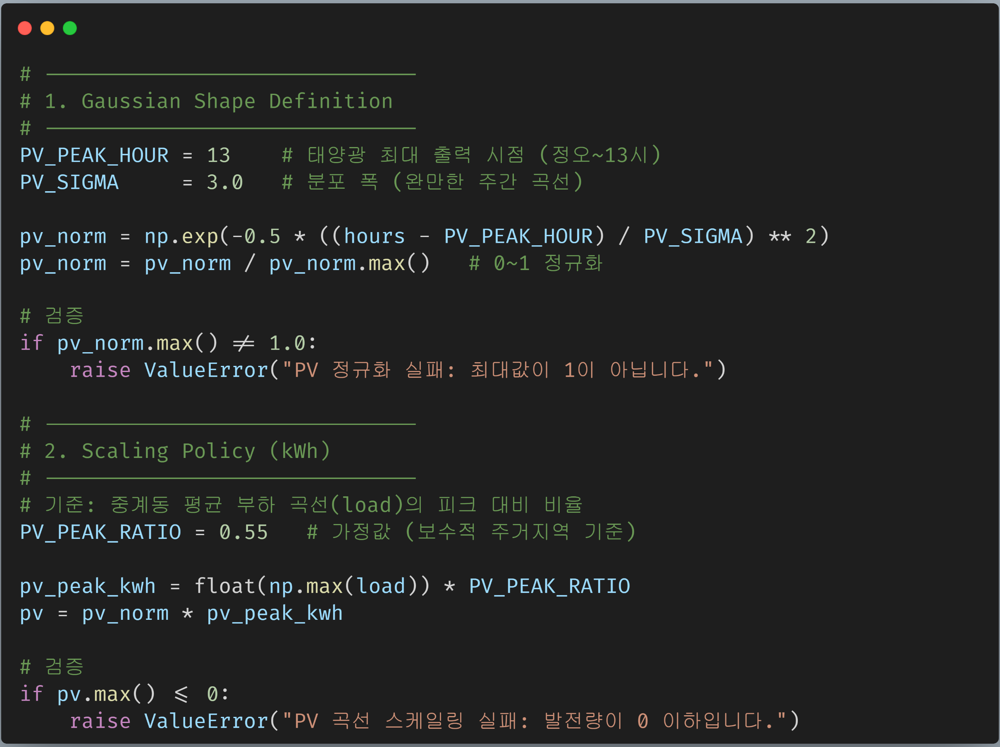 # ──────────────────────────────
# 1. Gaussian Shape Definition
# ──────────────────────────────
PV_PEAK_HOUR = 13    # 태양광 최대 출력 시점 (정오~13시)
PV_SIGMA     = 3.0   # 분포 폭 (완만한 주간 곡선)
pv_norm = np.exp(-0.5 * ((hours - PV_PEAK_HOUR) / PV_SIGMA) ** 2)
pv_norm = pv_norm / pv_norm.max()   # 0~1 정규화
# 검증
if pv_norm.max() != 1.0:
    raise ValueError("PV 정규화 실패: 최대값이 1이 아닙니다.")
# ──────────────────────────────
# 2. Scaling Policy (kWh)
# ──────────────────────────────
# 기준: 중계동 평균 부하 곡선(load)의 피크 대비 비율
PV_PEAK_RATIO = 0.55   # 가정값 (보수적 주거지역 기준)
pv_peak_kwh = float(np.max(load)) * PV_PEAK_RATIO
pv = pv_norm * pv_peak_kwh
# 검증
if pv.max() <= 0:
    raise ValueError("PV 곡선 스케일링 실패: 발전량이 0 이하입니다.")